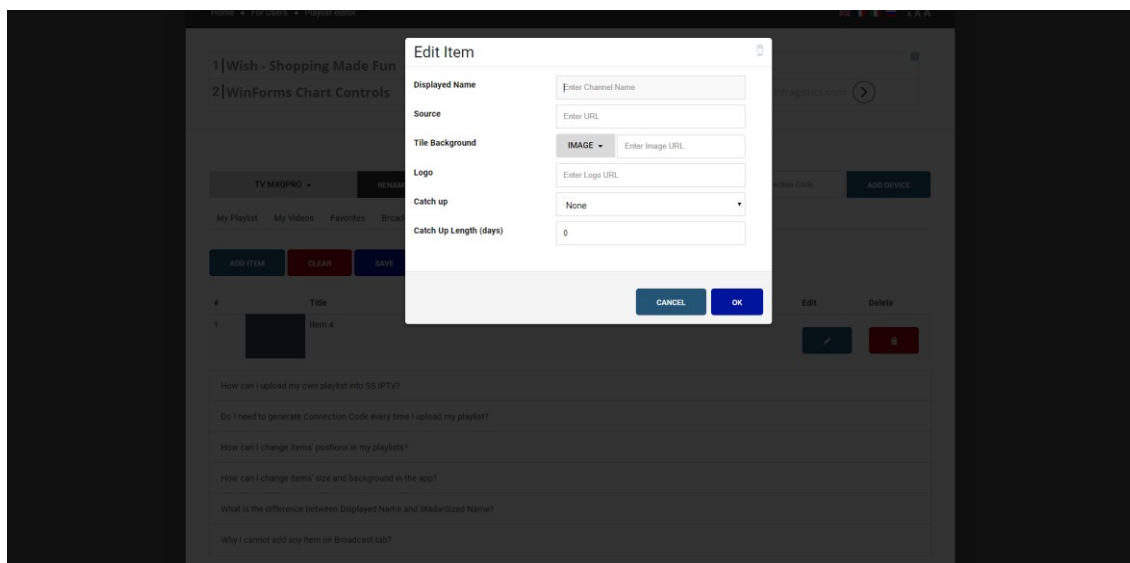 Home • For Users • Playlist editor A A A
1 Wish - Shopping Made Fun
2 WinForms Chart Controls
Edit Item
Displayed Name Enter Channel Name
Source Enter URL
Tile Background IMAGE Enter Image URL
Logo Enter Logo URL
Catch up None
Catch Up Length (days) 0
CANCEL OK
TV MXQPRO RENAM Code ADD DEVICE
My Playlist My Videos Favorites Broad
ADD ITEM CLEAR SAVE
# Title Edit Delete
1 Item 4
How can I upload my own playlist into SS IPTV?
Do I need to generate Connection Code every time I upload my playlist?
How can I change items' postions in my playlists?
How can I change items' size and background in the app?
What is the difference between Displayed Name and Stadardized Name?
Why I cannot add any item on Broadcast tab?